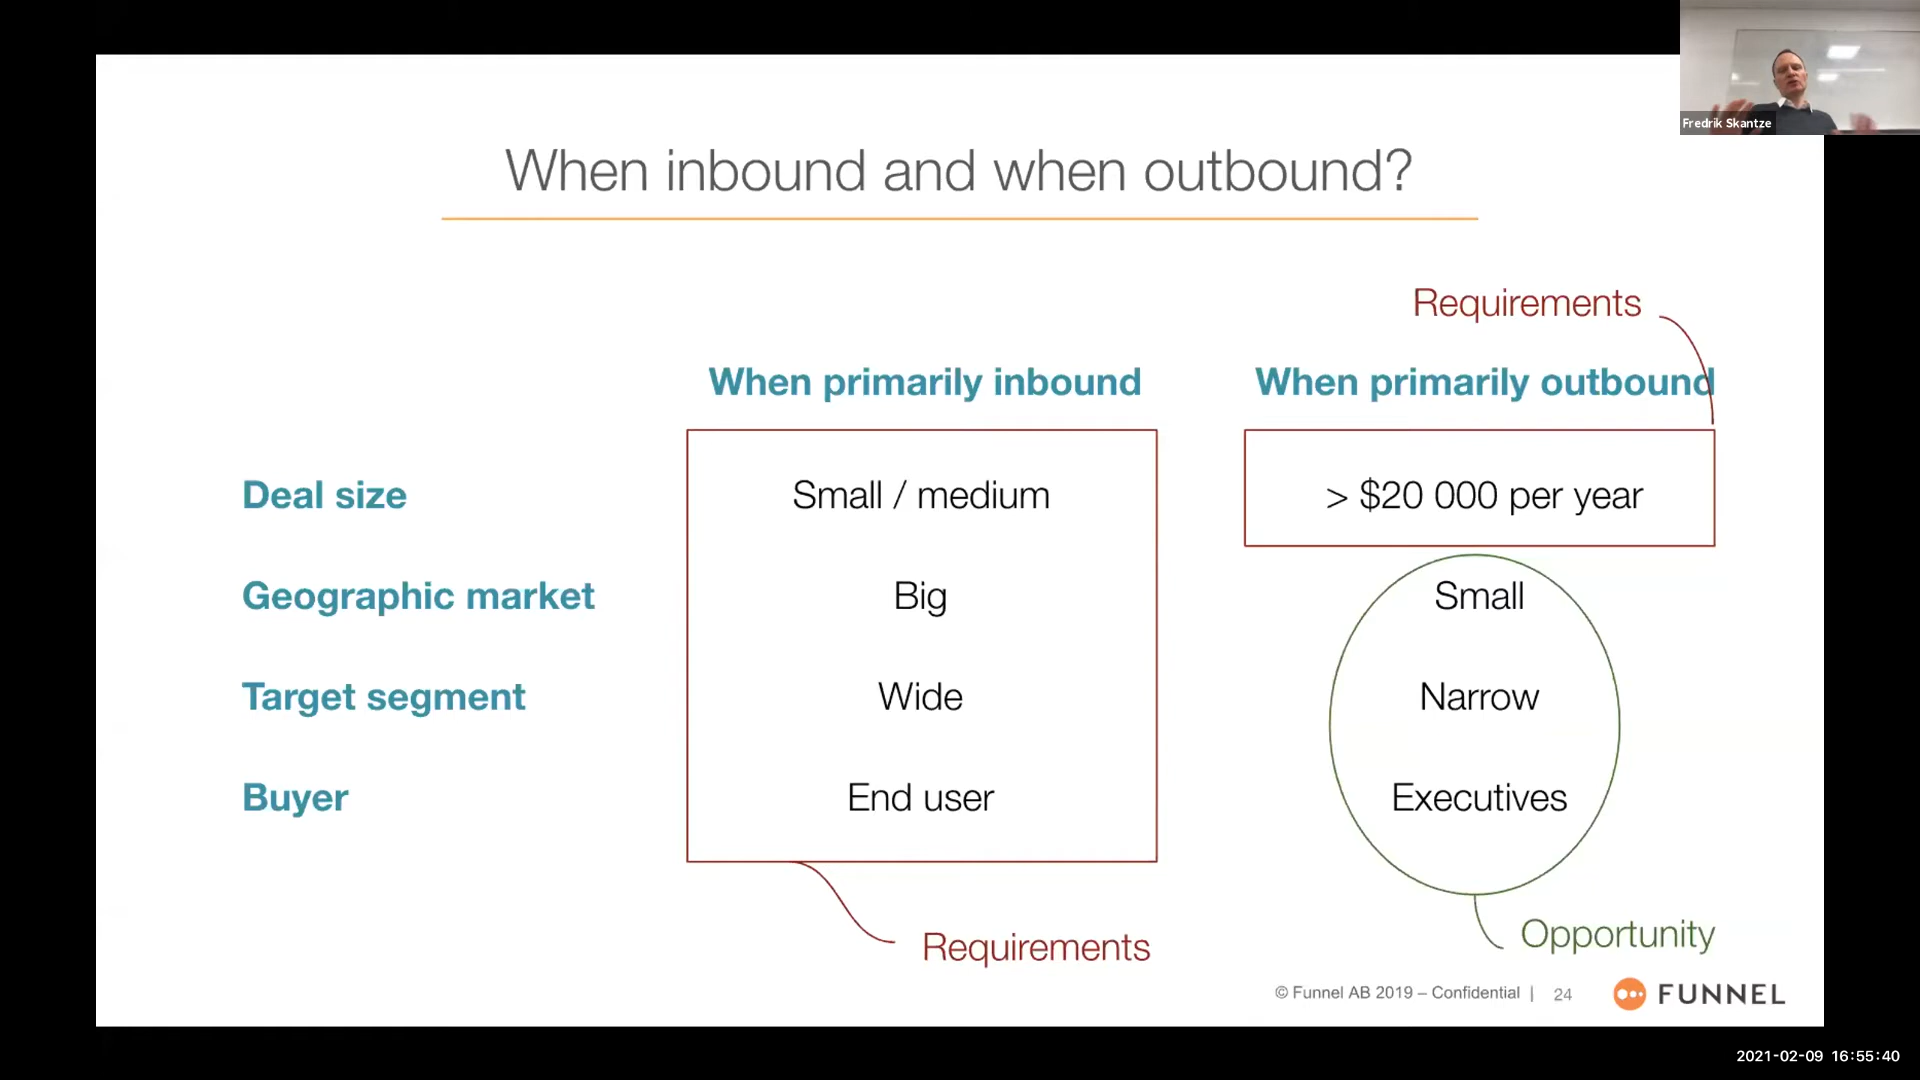 Fredrik Skantze
When inbound and when outbound?
Requirements
When primarily inbound
When primarily outbound
Deal size
Small / medium
> $20 000 per year
Geographic market
Big
Small
Target segment
Wide
Narrow
Buyer
End user
Executives
Requirements
Opportunity
© Funnel AB 2019 – Confidential | 24
FUNNEL
2021-02-09 16:55:40